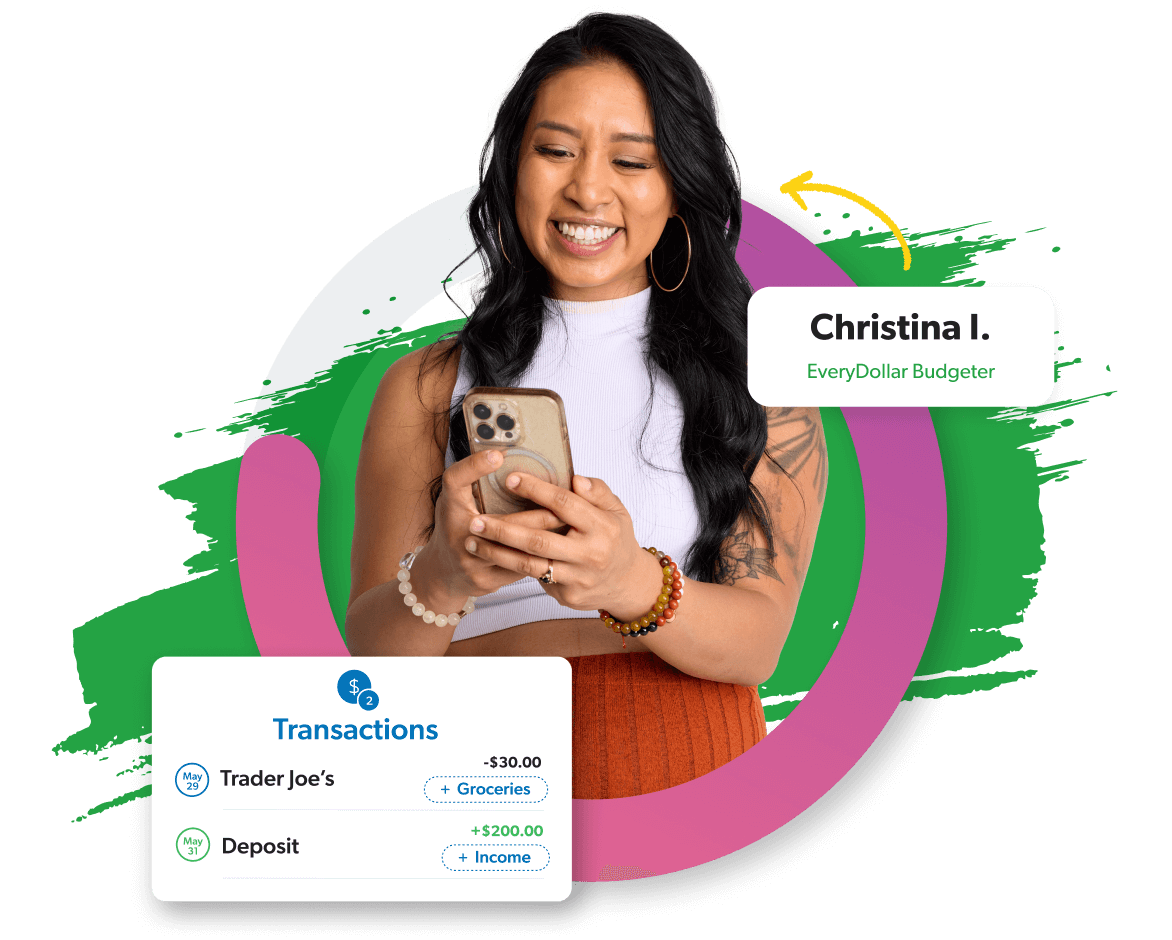 Christina I.
EveryDollar Budgeter
$
2
Transactions
May
29
Trader Joe's
-$30.00
+ Groceries
May
31
Deposit
+$200.00
+ Income